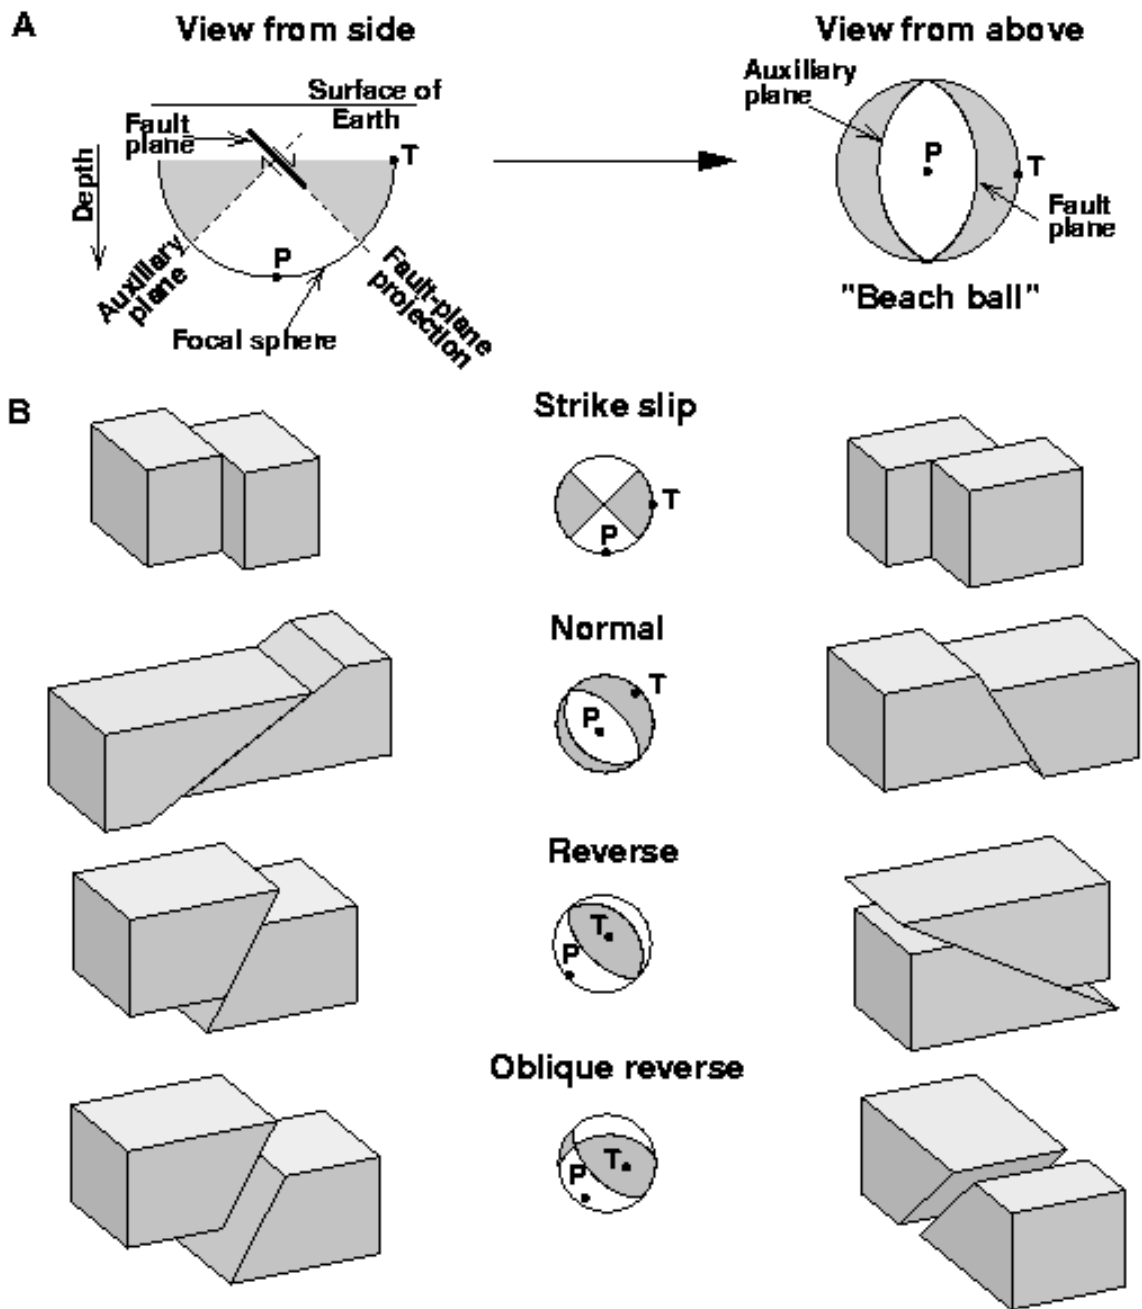 A
View from side
View from above
Surface of
Earth
Fault
plane
T
Depth
P
Auxiliary
plane
Fault-plane
projection
Focal sphere
Auxiliary
plane
P
T
Fault
plane
"Beach ball"
B
Strike slip
T
P
Normal
T
P
Reverse
T
P
Oblique reverse
T
P